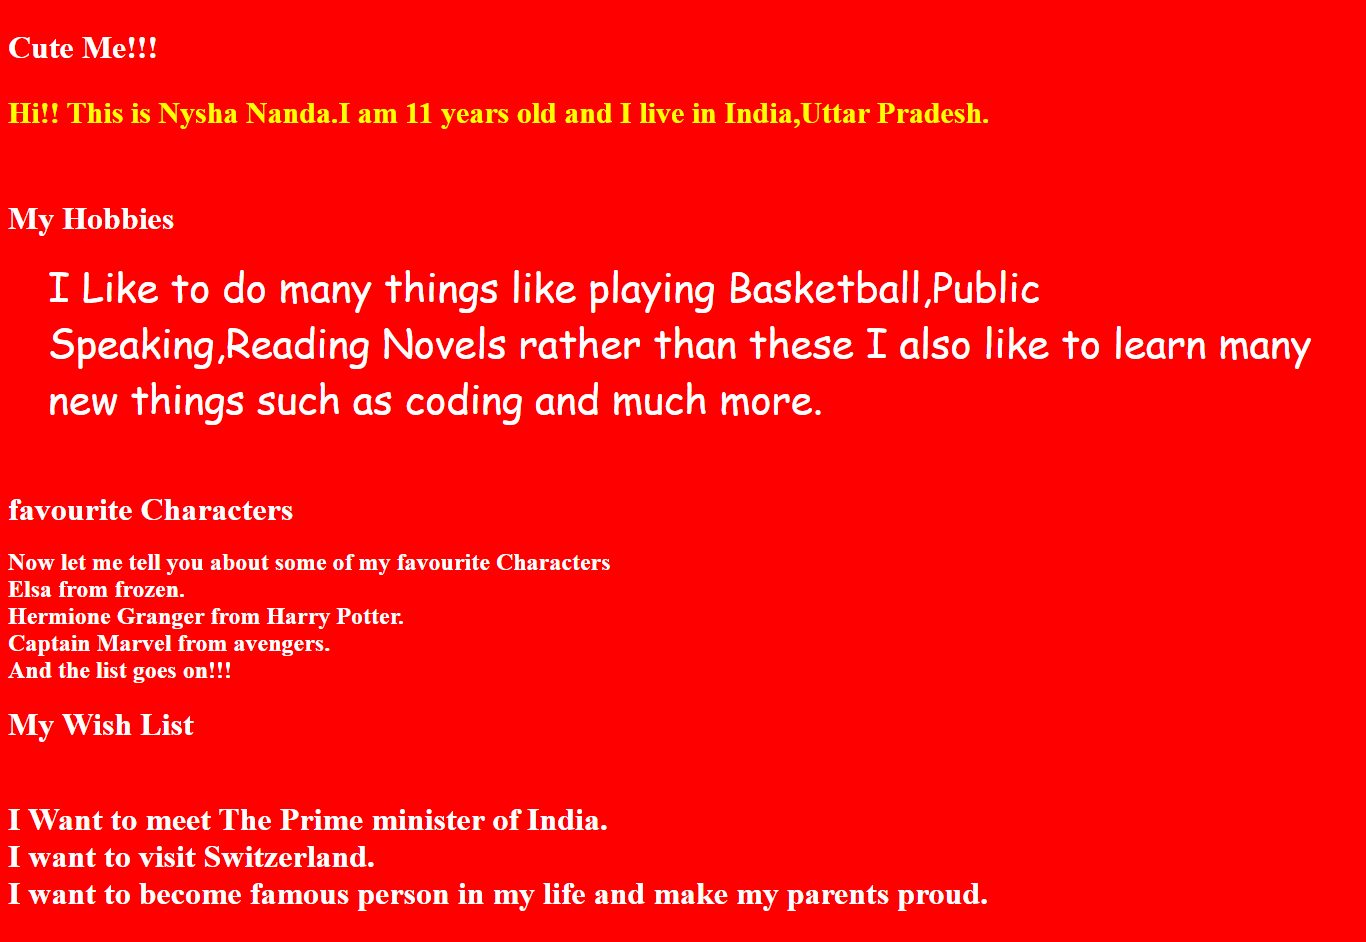 Cute Me!!!
Hi!! This is Nysha Nanda.I am 11 years old and I live in India,Uttar Pradesh.
My Hobbies
I Like to do many things like playing Basketball,Public
Speaking,Reading Novels rather than these I also like to learn many
new things such as coding and much more.
favourite Characters
Now let me tell you about some of my favourite Characters
Elsa from frozen.
Hermione Granger from Harry Potter.
Captain Marvel from avengers.
And the list goes on!!!
My Wish List
I Want to meet The Prime minister of India.
I want to visit Switzerland.
I want to become famous person in my life and make my parents proud.